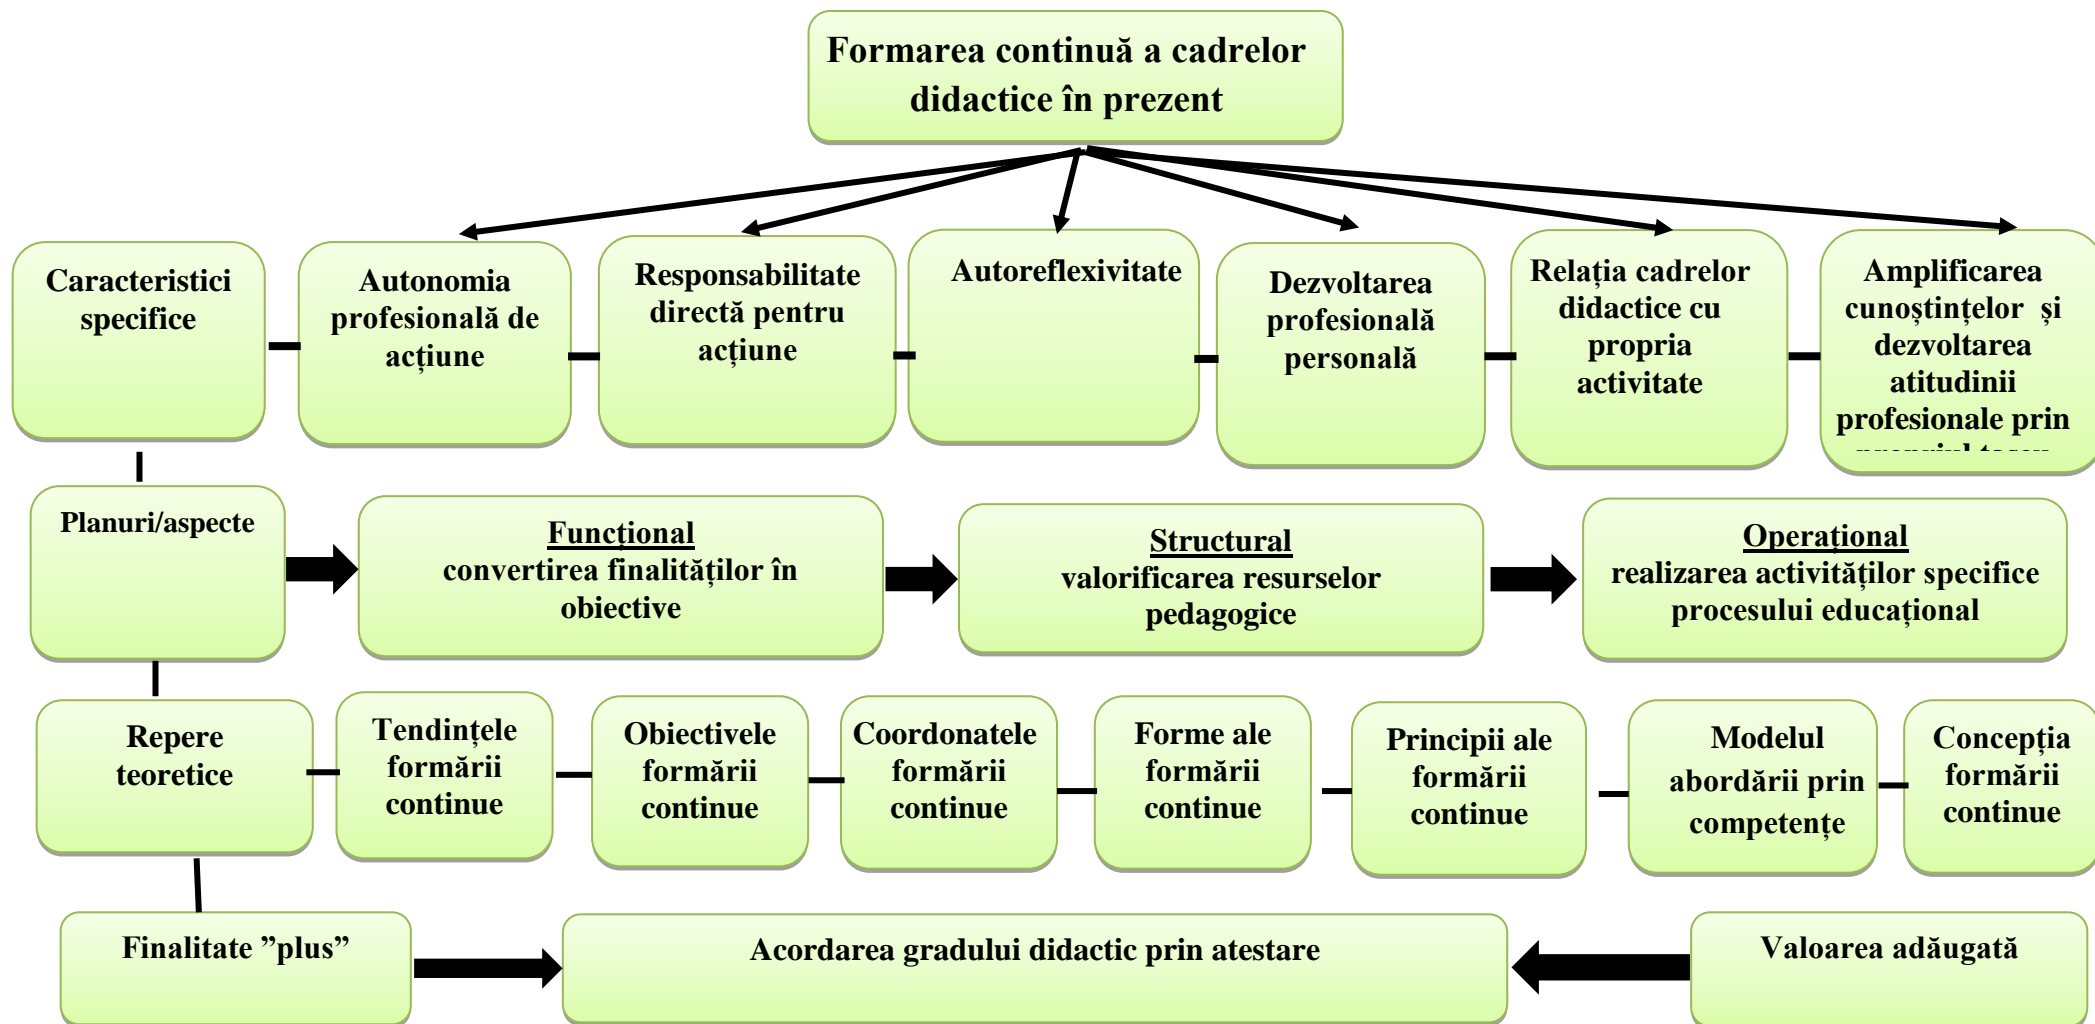 Formarea continuă a cadrelor
didactice în prezent
Caracteristici
specifice
Autonomia
profesională de
acțiune
Responsabilitate
directă pentru
acțiune
Autoreflexivitate
Dezvoltarea
profesională
personală
Relația cadrelor
didactice cu
propria
activitate
Amplificarea
cunoștințelor și
dezvoltarea
atitudinii
profesionale prin
Planuri/aspecte
Funcțional
convertirea finalităților în
obiective
Structural
valorificarea resurselor
pedagogice
Operațional
realizarea activităților specifice
procesului educațional
Repere
teoretice
Tendințele
formării
continue
Obiectivele
formării
continue
Coordonatele
formării
continue
Forme ale
formării
continue
Principii ale
formării
continue
Modelul
abordării prin
competențe
Concepția
formării
continue
Finalitate ”plus”
Acordarea gradului didactic prin atestare
Valoarea adăugată